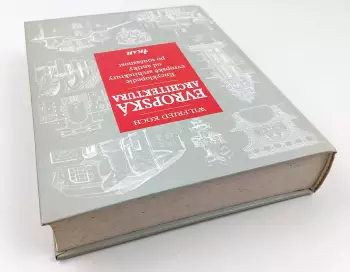 WILFRIED KOCH
EVROPSKÁ
ARCHITEKTURA
Encyklopedie
evropské architektury
od antiky
po současnost
IKAR